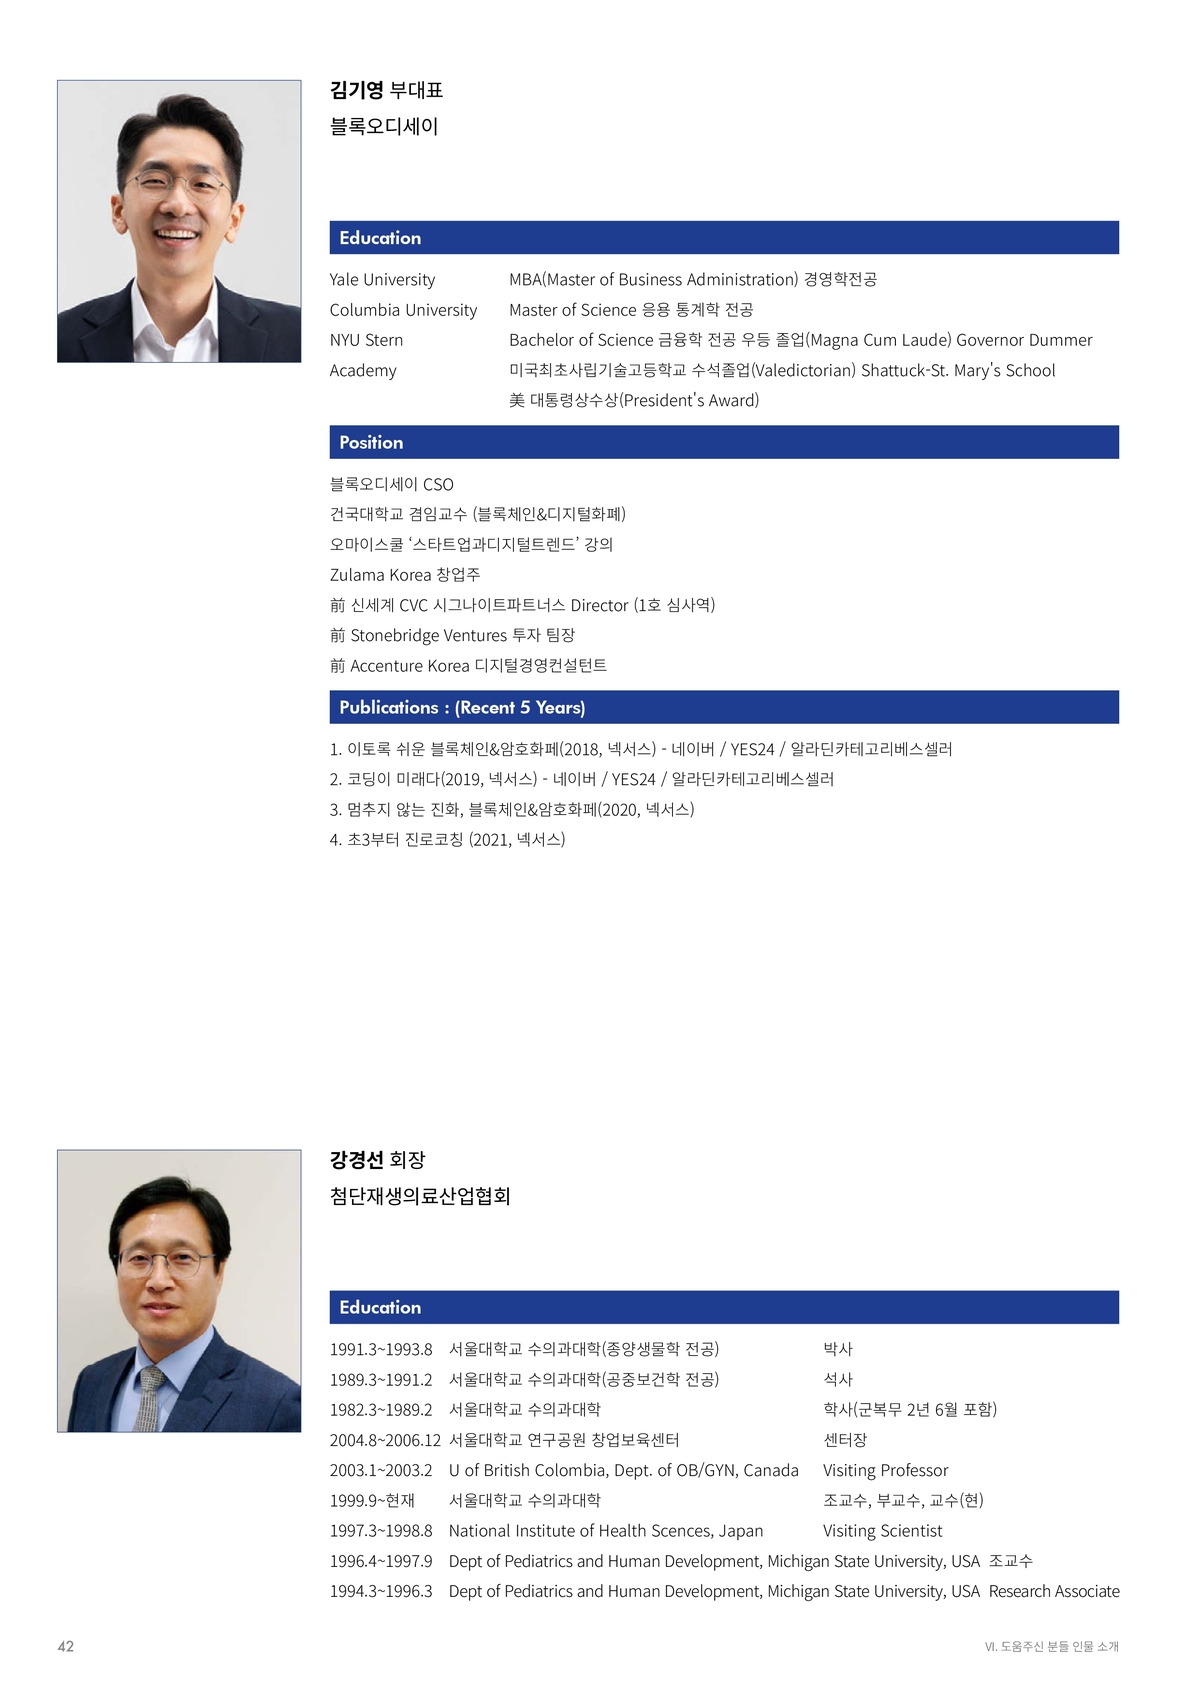 김기영 부대표
블록오디세이
Education
Yale University MBA(Master of Business Administration) 경영학전공
Columbia University Master of Science 응용 통계학 전공
NYU Stern Bachelor of Science 금융학 전공 우등 졸업(Magna Cum Laude) Governor Dummer
Academy 미국최초사립기술고등학교 수석졸업(Valedictorian) Shattuck-St. Mary's School
美 대통령상수상(President's Award)
Position
블록오디세이 CSO
건국대학교 겸임교수 (블록체인&디지털화폐)
오마이스쿨 ‘스타트업과디지털트렌드’ 강의
Zulama Korea 창업주
前 신세계 CVC 시그나이트파트너스 Director (1호 심사역)
前 Stonebridge Ventures 투자 팀장
前 Accenture Korea 디지털경영컨설턴트
Publications : (Recent 5 Years)
1. 이토록 쉬운 블록체인&암호화페(2018, 넥서스) - 네이버 / YES24 / 알라딘카테고리베스셀러
2. 코딩이 미래다(2019, 넥서스) - 네이버 / YES24 / 알라딘카테고리베스셀러
3. 멈추지 않는 진화, 블록체인&암호화페(2020, 넥서스)
4. 초3부터 진로코칭 (2021, 넥서스)
강경선 회장
첨단재생의료산업협회
Education
1991.3~1993.8 서울대학교 수의과대학(종양생물학 전공) 박사
1989.3~1991.2 서울대학교 수의과대학(공중보건학 전공) 석사
1982.3~1989.2 서울대학교 수의과대학 학사(군복무 2년 6월 포함)
2004.8~2006.12 서울대학교 연구공원 창업보육센터 센터장
2003.1~2003.2 U of British Colombia, Dept. of OB/GYN, Canada Visiting Professor
1999.9~현재 서울대학교 수의과대학 조교수, 부교수, 교수(현)
1997.3~1998.8 National Institute of Health Scences, Japan Visiting Scientist
1996.4~1997.9 Dept of Pediatrics and Human Development, Michigan State University, USA 조교수
1994.3~1996.3 Dept of Pediatrics and Human Development, Michigan State University, USA Research Associate
42 VI. 도움주신 분들 인물 소개